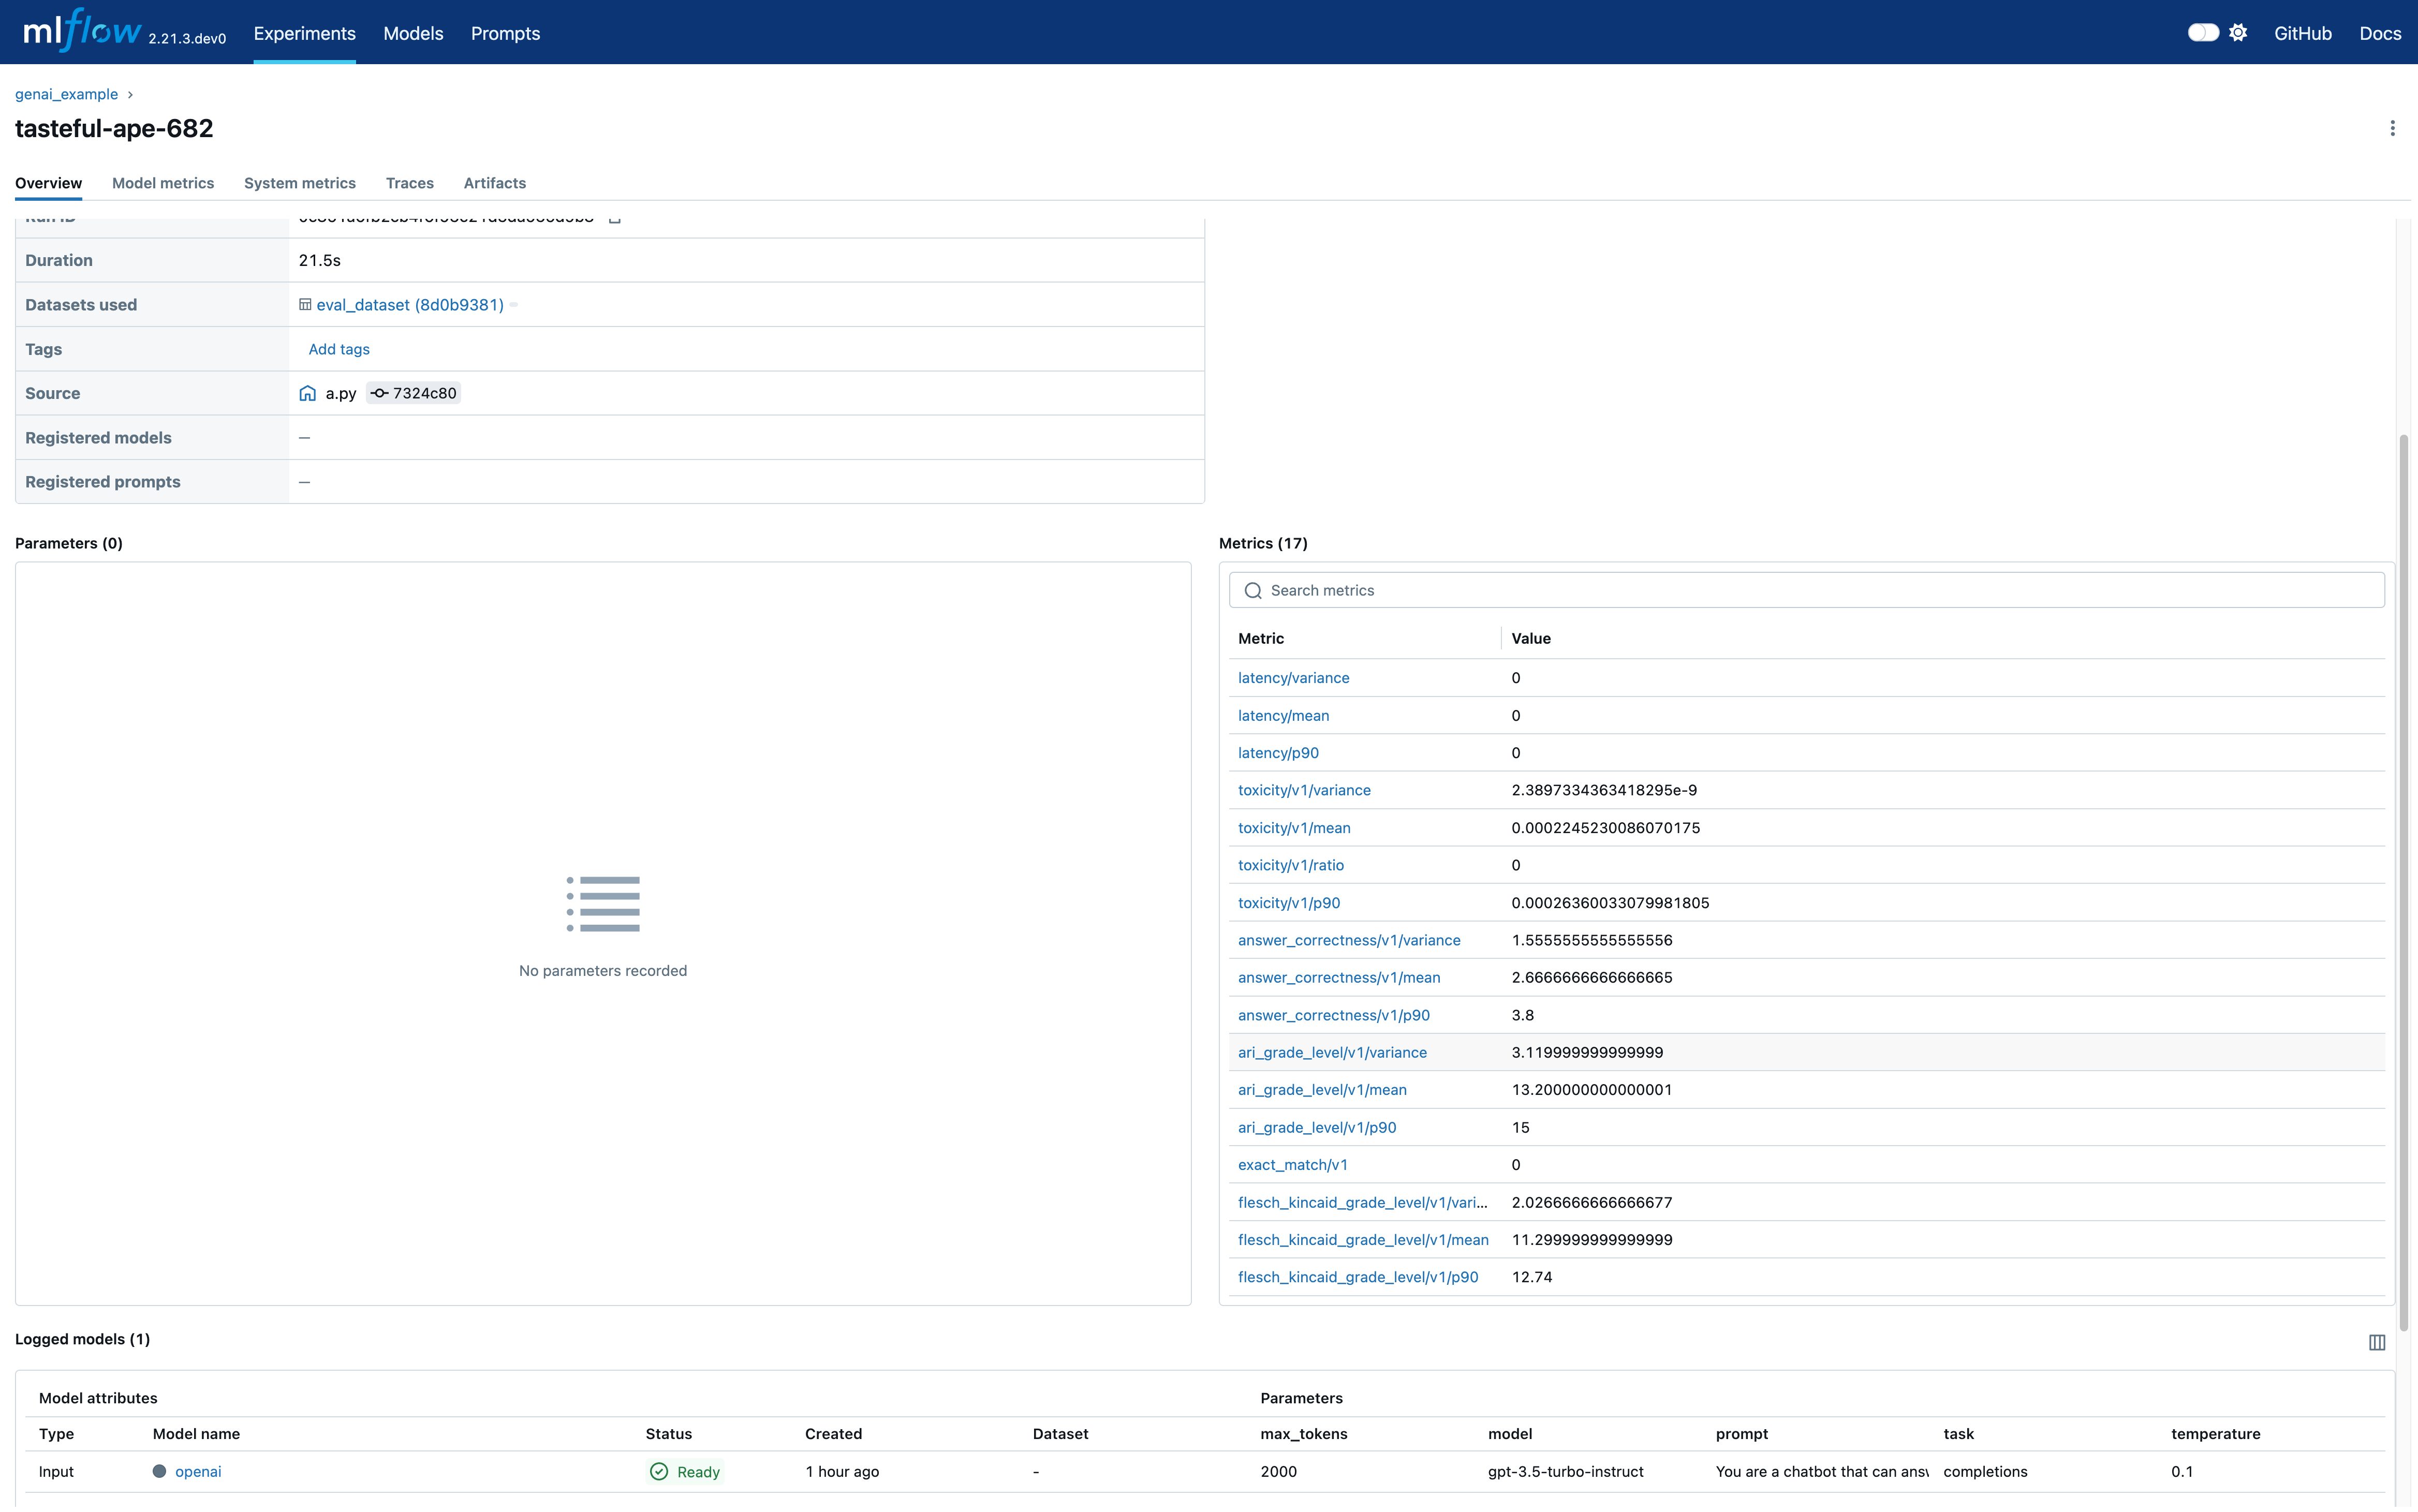 mlflow 2.21.3.dev0 Experiments Models Prompts GitHub Docs
genai_example
tasteful-ape-682
Overview Model metrics System metrics Traces Artifacts
Run ID
Duration 21.5s
Datasets used eval_dataset (8d0b9381)
Tags Add tags
Source a.py 7324c80
Registered models —
Registered prompts —
Parameters (0)
No parameters recorded
Metrics (17)
Search metrics
Metric Value
latency/variance 0
latency/mean 0
latency/p90 0
toxicity/v1/variance 2.3897334363418295e-9
toxicity/v1/mean 0.0002245230086070175
toxicity/v1/ratio 0
toxicity/v1/p90 0.00026360033079981805
answer_correctness/v1/variance 1.5555555555555556
answer_correctness/v1/mean 2.6666666666666665
answer_correctness/v1/p90 3.8
ari_grade_level/v1/variance 3.119999999999999
ari_grade_level/v1/mean 13.200000000000001
ari_grade_level/v1/p90 15
exact_match/v1 0
flesch_kincaid_grade_level/v1/vari... 2.0266666666666677
flesch_kincaid_grade_level/v1/mean 11.299999999999999
flesch_kincaid_grade_level/v1/p90 12.74
Logged models (1)
Model attributes Parameters
Type Model name Status Created Dataset max_tokens model prompt task temperature
Input openai Ready 1 hour ago - 2000 gpt-3.5-turbo-instruct You are a chatbot that can answ completions 0.1